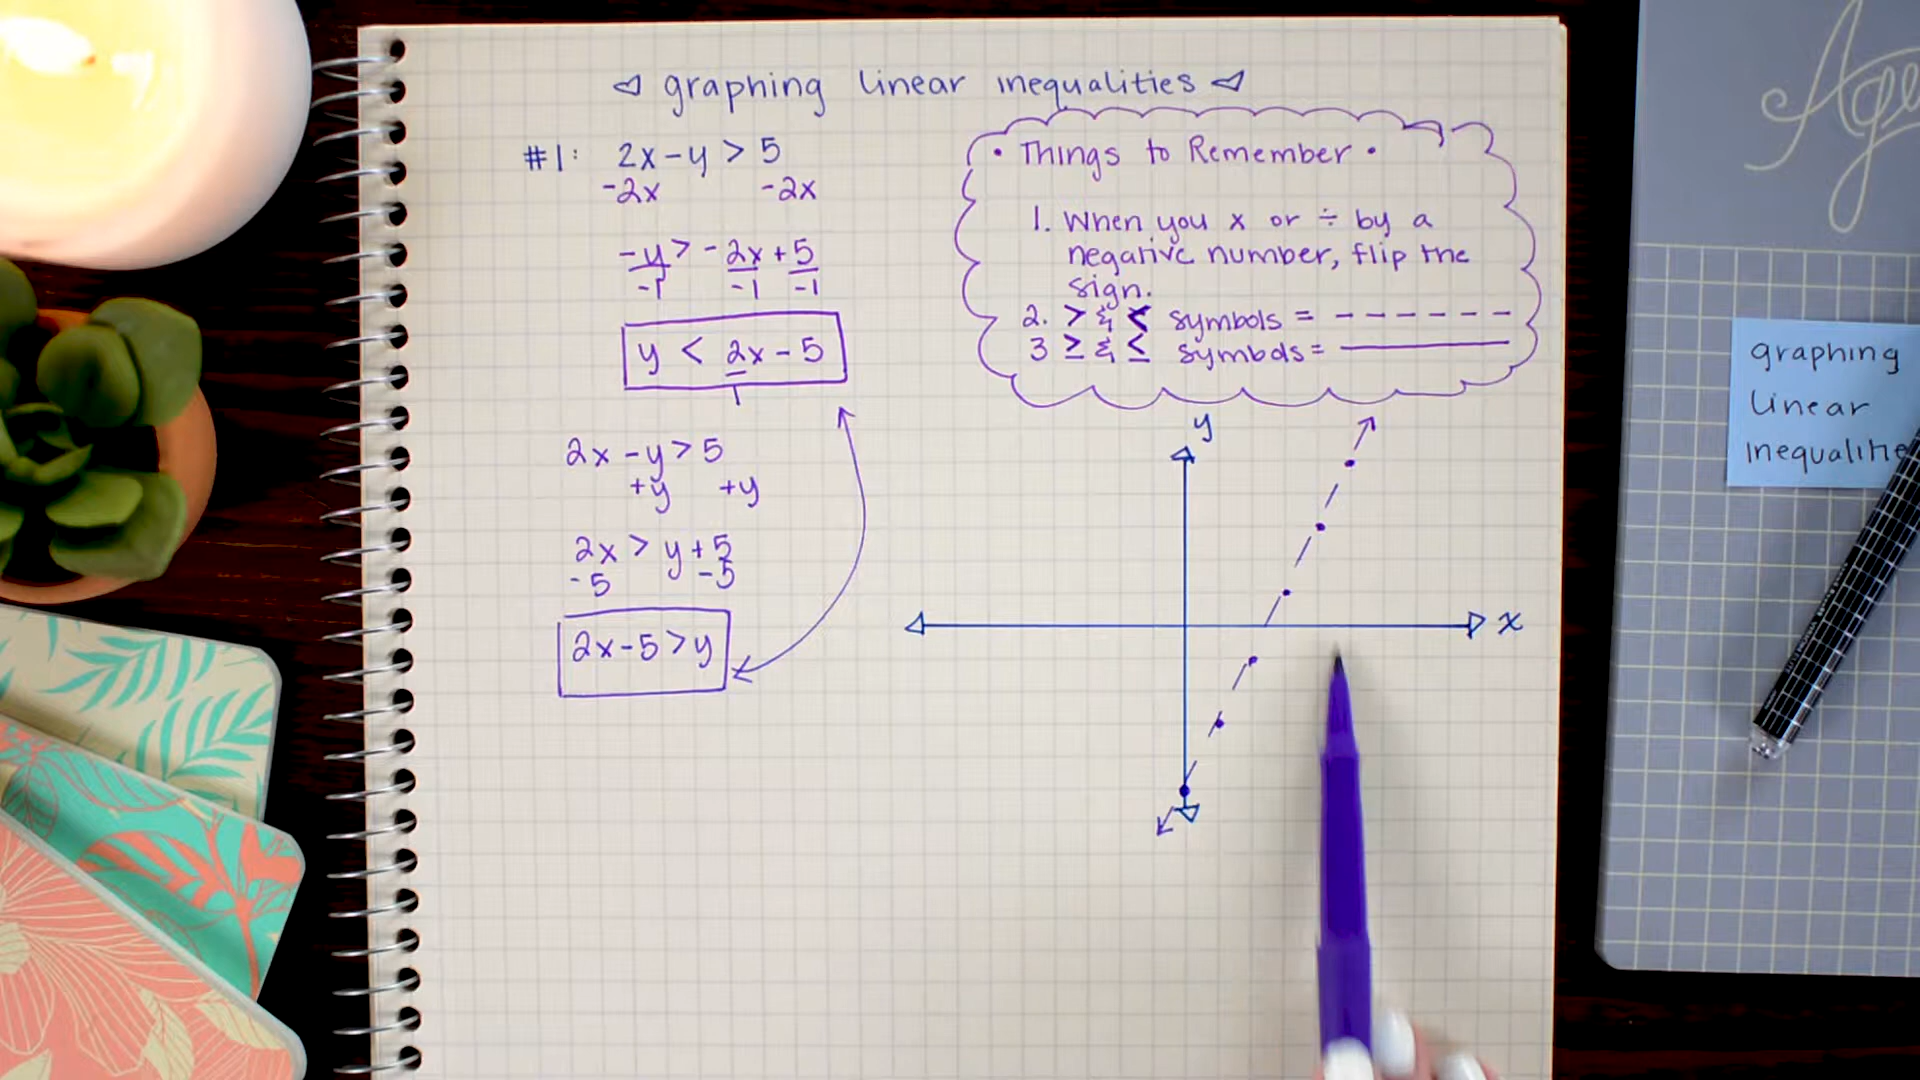 graphing linear inequalities
#1: 2x-y > 5
-2x -2x
-y > -2x + 5
-1 -1 -1
y < 2x - 5
1
2x - y > 5
+y +y
2x > y + 5
-5 -5
2x - 5 > y
• Things to Remember •
1. When you x or ÷ by a
negative number, flip the
sign.
2. > & < symbols = ------
3 ≥ & ≤ symbols = ———
y
x
graphing
linear